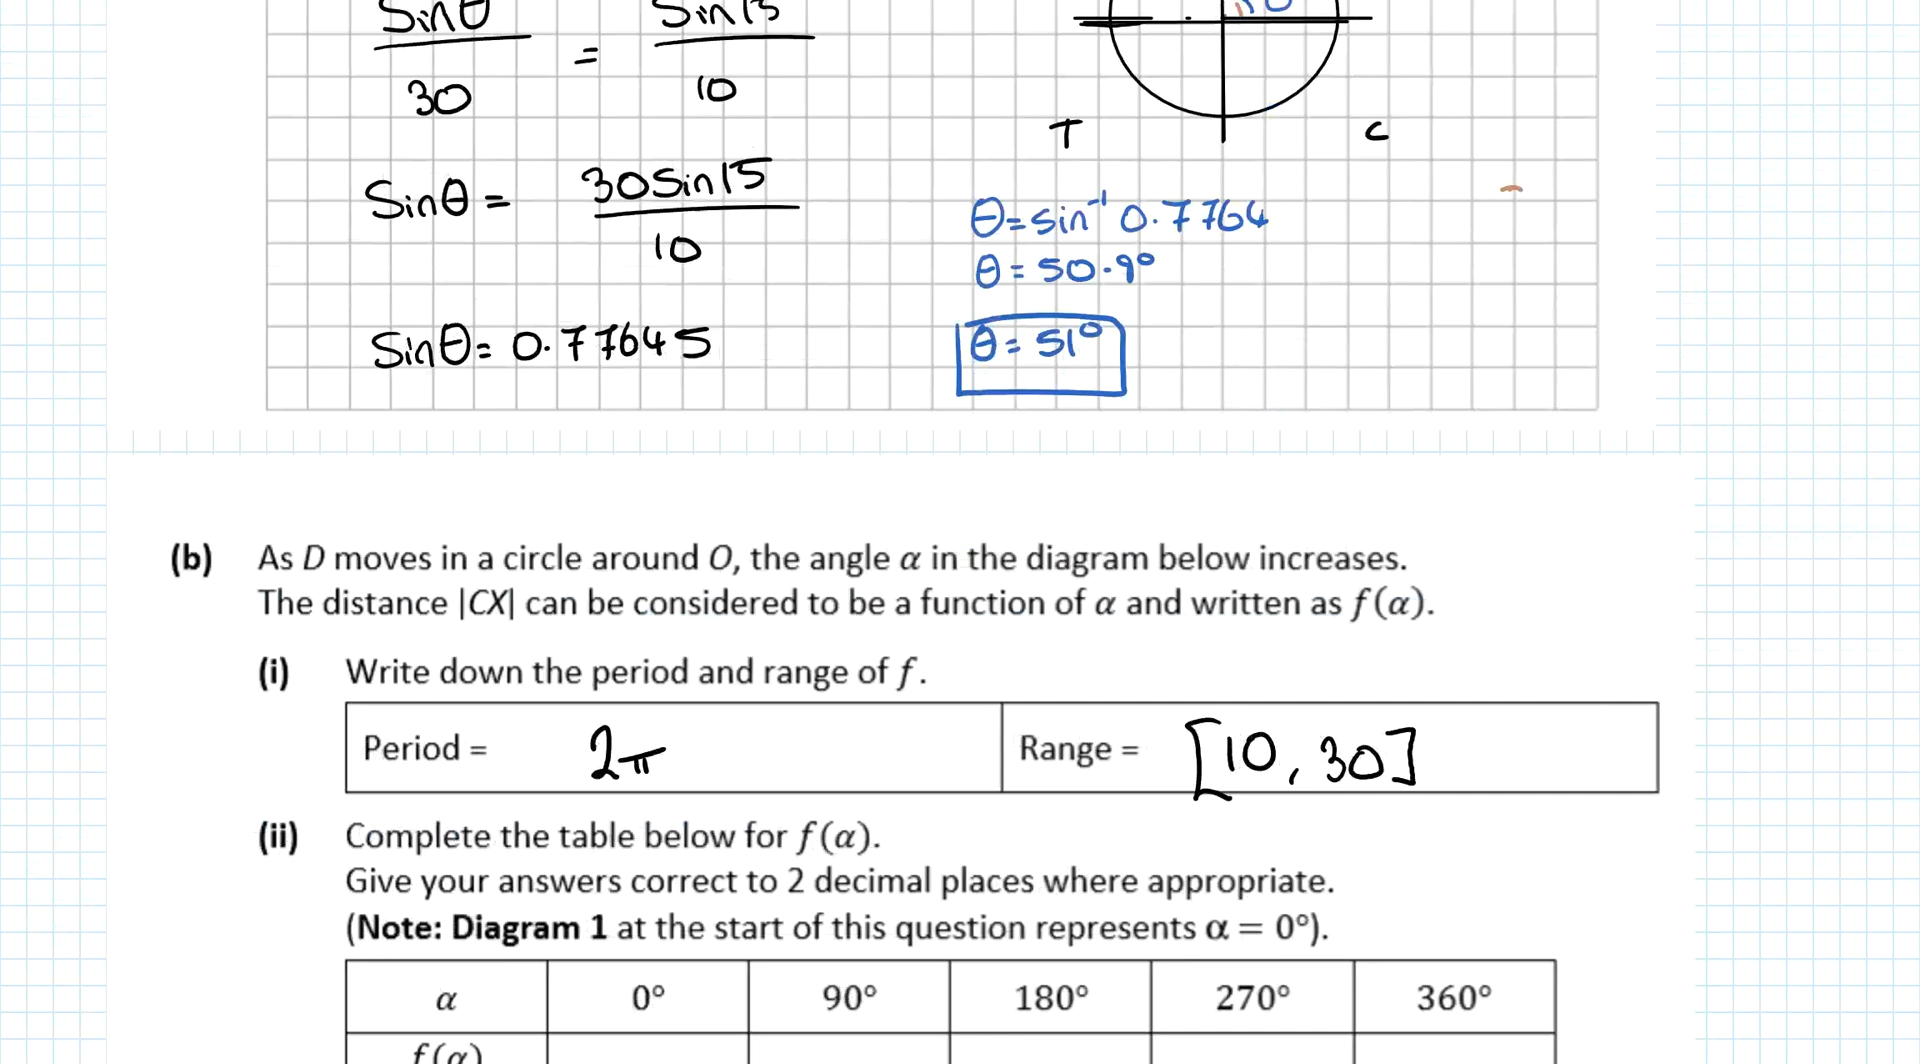 Sinθ/30 = Sin15/10
T C
Sinθ = 30Sin15/10
θ=sin⁻¹ 0.7764
θ = 50.9°
Sinθ= 0.77645
θ = 51°
(b) As D moves in a circle around O, the angle α in the diagram below increases.
The distance |CX| can be considered to be a function of α and written as f(α).
(i) Write down the period and range of f.
Period = 2π Range = [10, 30]
(ii) Complete the table below for f(α).
Give your answers correct to 2 decimal places where appropriate.
(Note: Diagram 1 at the start of this question represents α = 0°).
α 0° 90° 180° 270° 360°
f(α)